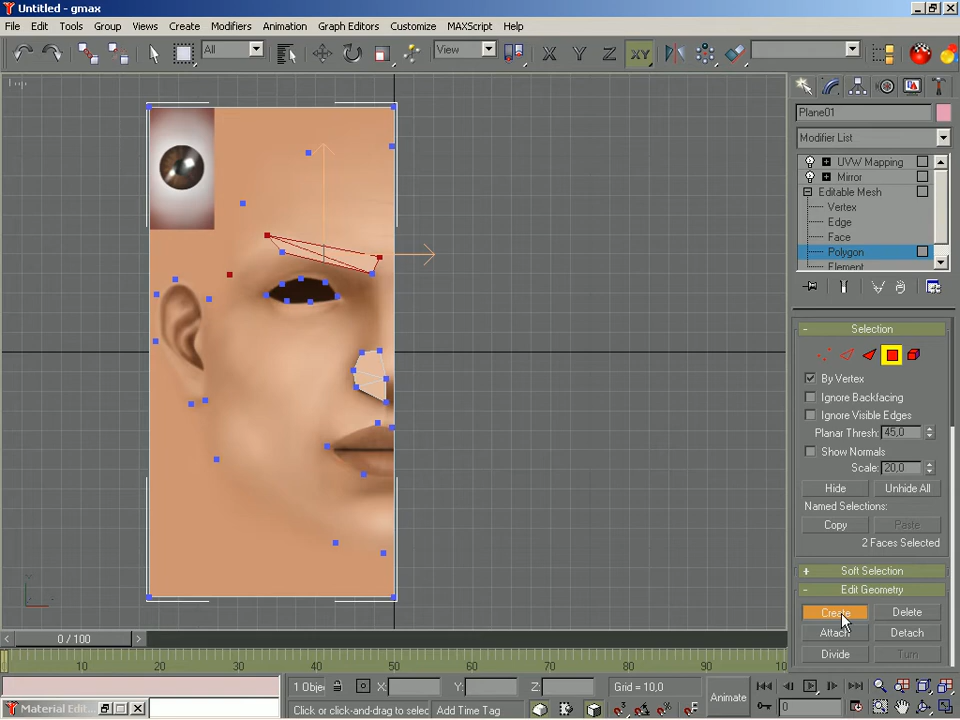 Untitled - gmax
File Edit Tools Group Views Create Modifiers Animation Graph Editors Customize MAXScript Help
All View X Y Z XY
Plane01
Modifier List
UVW Mapping
Mirror
Editable Mesh
Vertex
Edge
Face
Polygon
Element
- Selection
By Vertex
Ignore Backfacing
Ignore Visible Edges
Planar Thresh: 45,0
Show Normals
Scale: 20,0
Hide Unhide All
Named Selections:
Copy Paste
2 Faces Selected
+ Soft Selection
- Edit Geometry
Create Delete
Attach Detach
Divide Turn
0 / 100
10 20 30 40 50 60 70 80 90
1 Obje X: Y: Z: Grid = 10,0
Animate
0
Material Edit
Click or click-and-drag to selec Add Time Tag